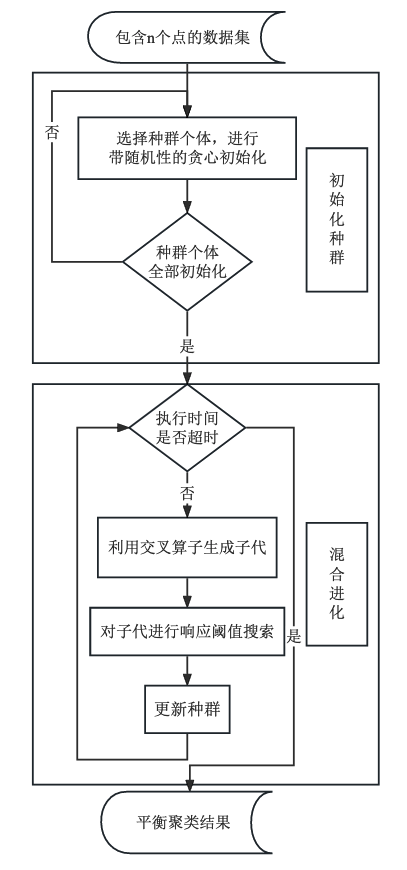 包含n个点的数据集
否
选择种群个体，进行
带随机性的贪心初始化
初
始
化
种
群
种群个体
全部初始化
是
执行时间
是否超时
否
利用交叉算子生成子代
混
合
进
化
对子代进行响应阈值搜索
是
更新种群
平衡聚类结果